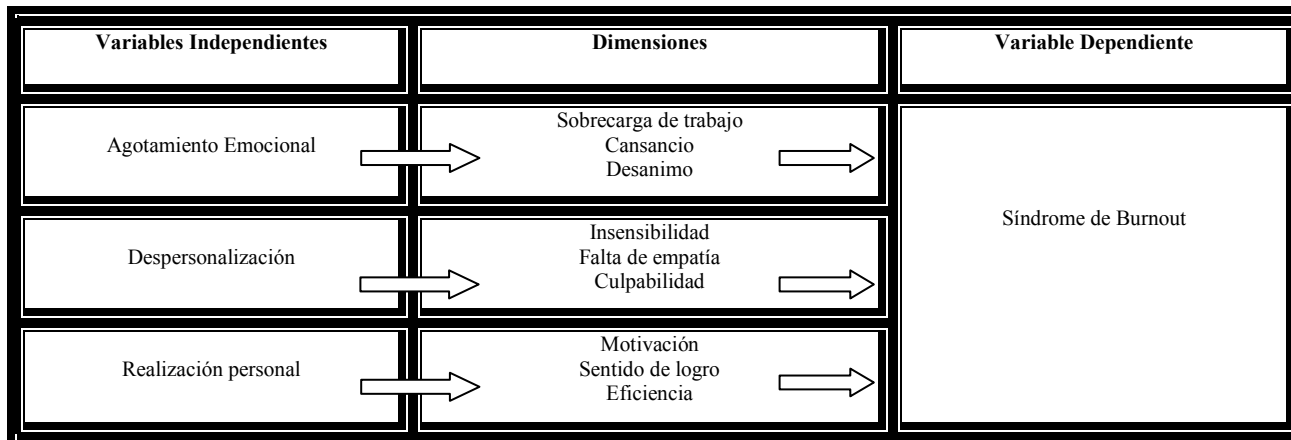 Variables Independientes
Dimensiones
Variable Dependiente
Agotamiento Emocional
Sobrecarga de trabajo
Cansancio
Desanimo
Síndrome de Burnout
Despersonalización
Insensibilidad
Falta de empatía
Culpabilidad
Realización personal
Motivación
Sentido de logro
Eficiencia